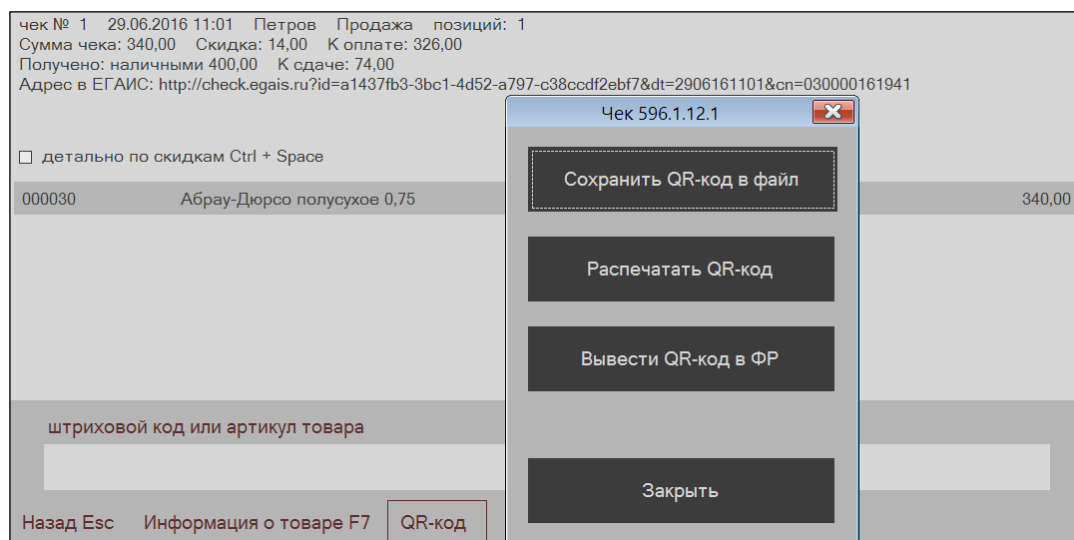 чек № 1 29.06.2016 11:01 Петров Продажа позиций: 1
Сумма чека: 340,00 Скидка: 14,00 К оплате: 326,00
Получено: наличными 400,00 К сдаче: 74,00
Адрес в ЕГАИС: http://check.egais.ru?id=a1437fb3-3bc1-4d52-a797-c38ccdf2ebf7&dt=2906161101&cn=030000161941
Чек 596.1.12.1
детально по скидкам Ctrl + Space
Сохранить QR-код в файл
000030 Абрау-Дюрсо полусухое 0,75 340,00
Распечатать QR-код
Вывести QR-код в ФР
штриховой код или артикул товара
Закрыть
Назад Esc Информация о товаре F7 QR-код